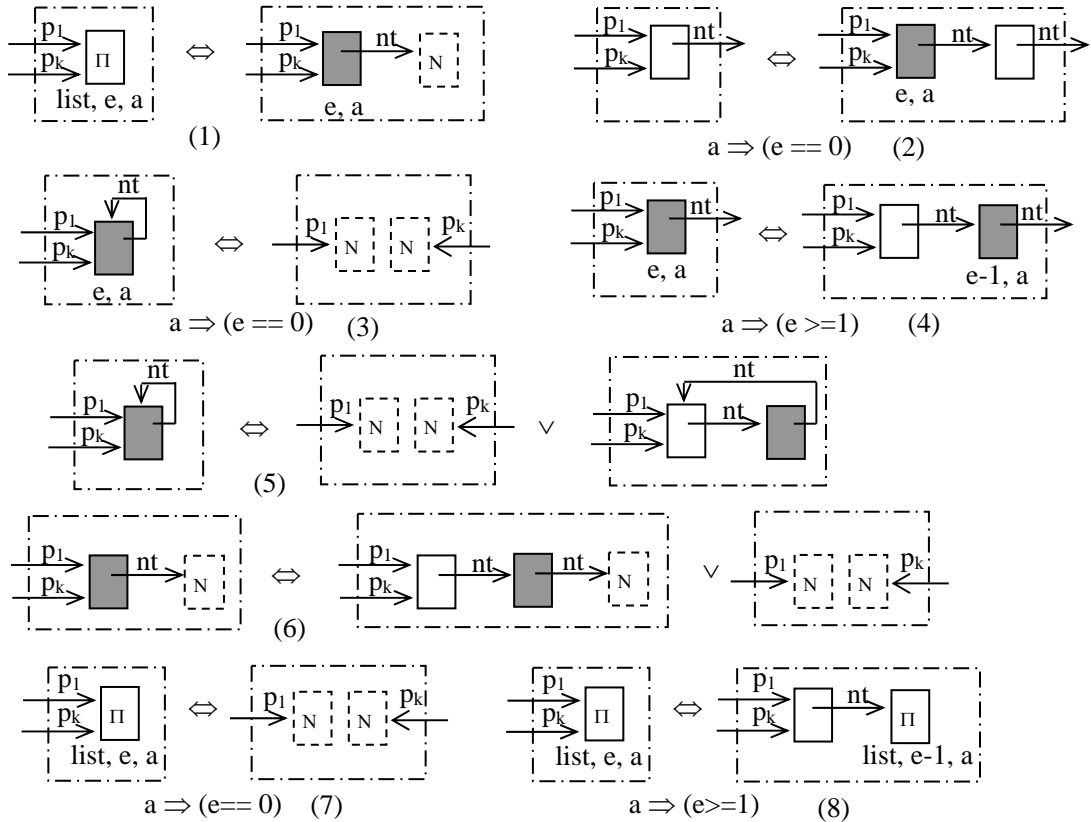 p1 pk Π list, e, a ⇔ p1 pk nt N e, a (1)
p1 pk nt ⇔ p1 pk nt nt e, a
a ⇒ (e == 0) (2)
p1 pk nt e, a ⇔ p1 N N pk
a ⇒ (e == 0) (3)
p1 pk nt e, a ⇔ p1 pk nt nt e-1, a
a ⇒ (e >=1) (4)
p1 pk nt ⇔ p1 N N pk ∨ p1 pk nt nt
(5)
p1 pk nt N ⇔ p1 pk nt nt N ∨ p1 N N pk
(6)
p1 pk Π list, e, a ⇔ p1 N N pk
a ⇒ (e== 0) (7)
p1 pk Π list, e, a ⇔ p1 pk nt Π list, e-1, a
a ⇒ (e>=1) (8)